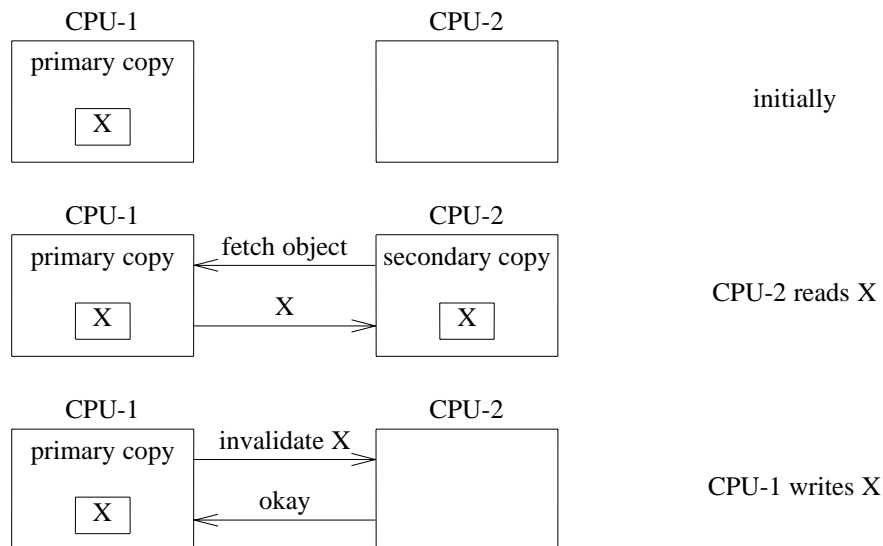 CPU-1
CPU-2
primary copy
X
initially
CPU-1
CPU-2
primary copy
fetch object
secondary copy
X
X
X
CPU-2 reads X
CPU-1
CPU-2
primary copy
invalidate X
X
okay
CPU-1 writes X